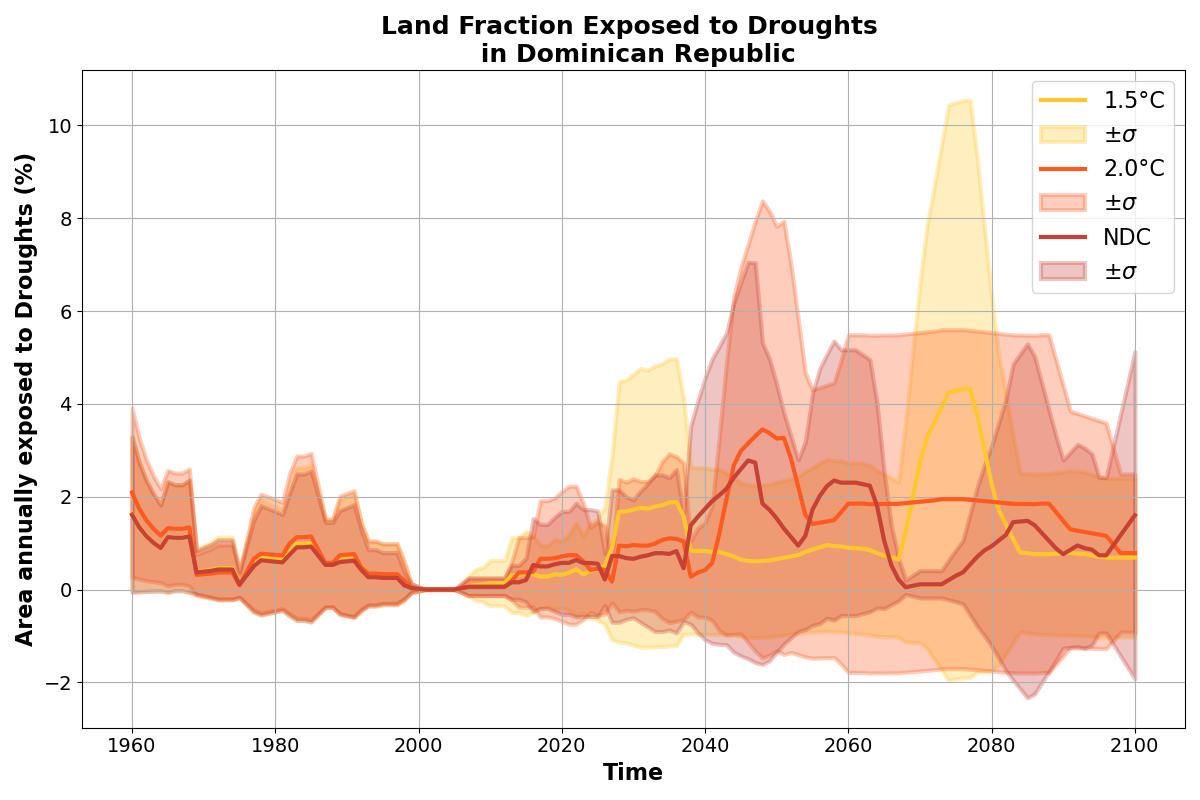 Land Fraction Exposed to Droughts
in Dominican Republic
Area annually exposed to Droughts (%)
10
8
6
4
2
0
−2
1.5°C
±σ
2.0°C
±σ
NDC
±σ
1960
1980
2000
2020
2040
2060
2080
2100
Time